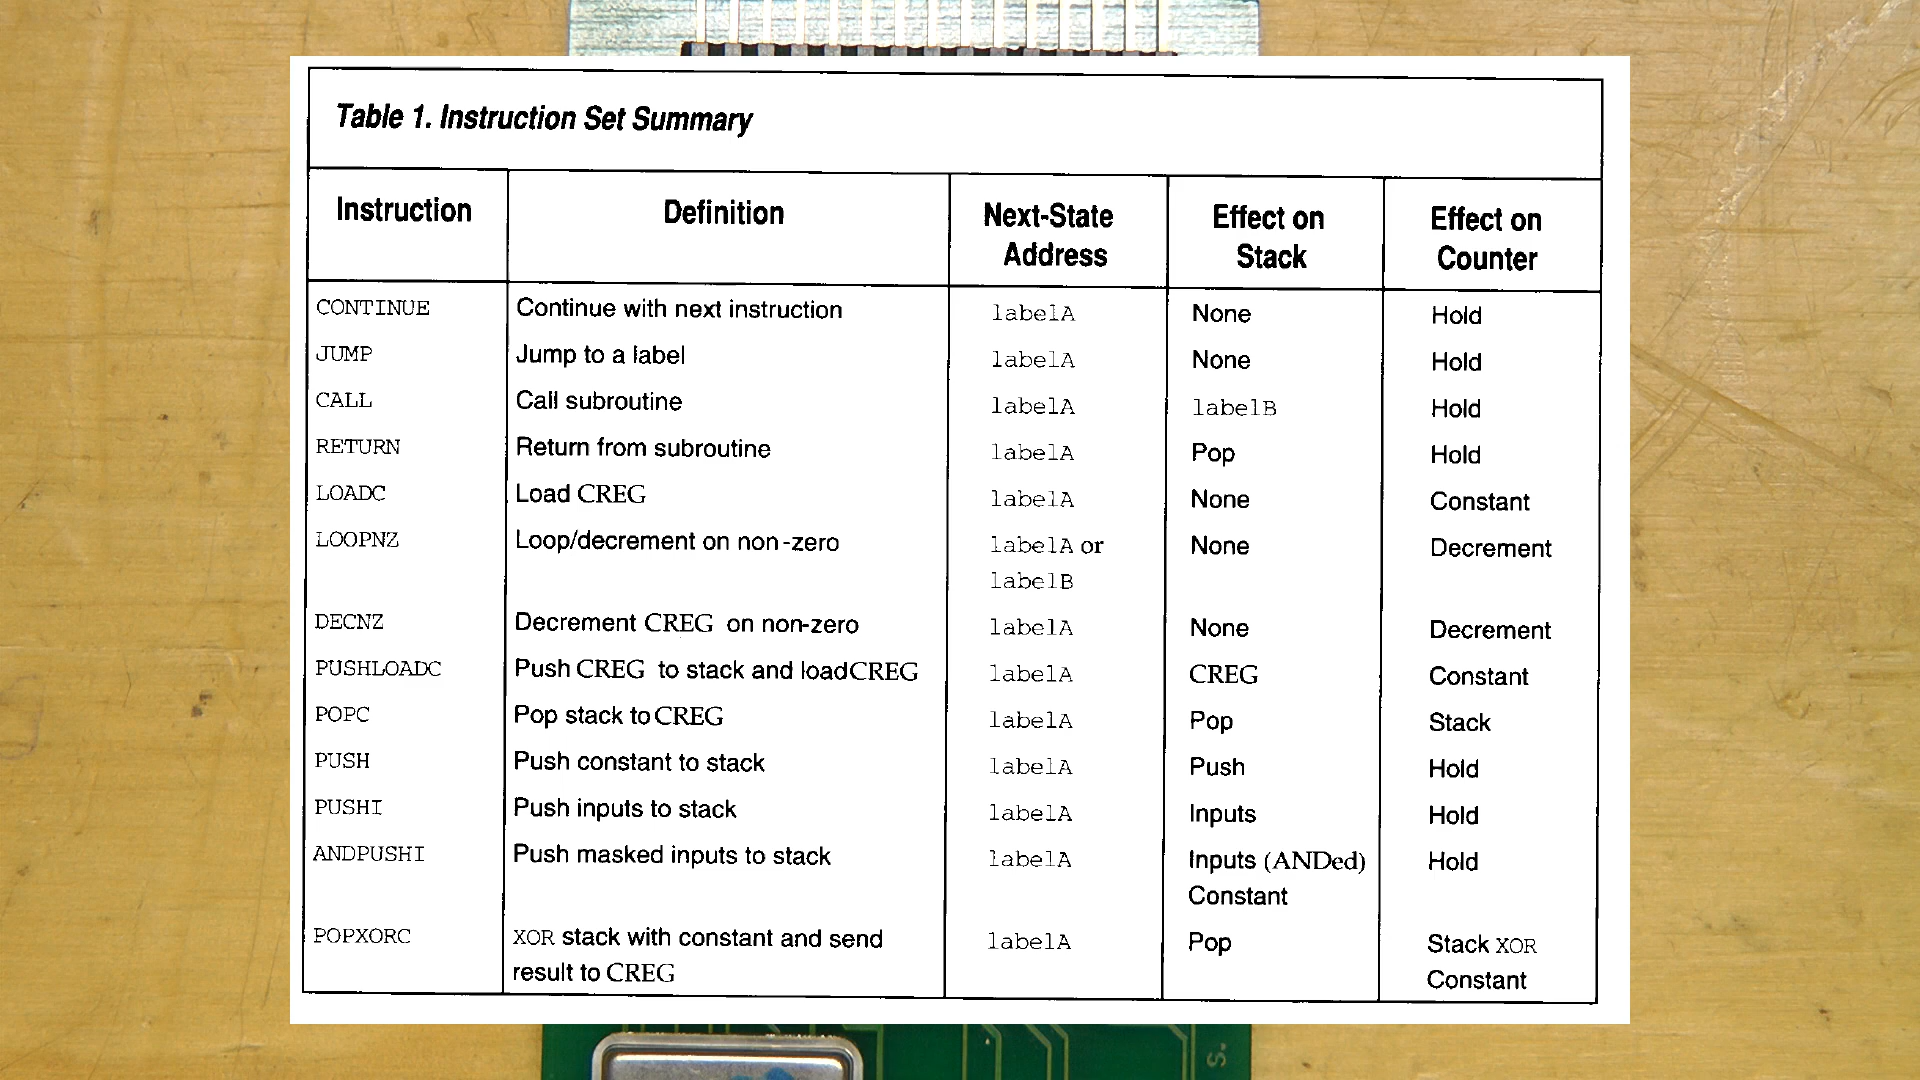 Table 1. Instruction Set Summary
Instruction Definition Next-State Address Effect on Stack Effect on Counter
CONTINUE Continue with next instruction labelA None Hold
JUMP Jump to a label labelA None Hold
CALL Call subroutine labelA labelB Hold
RETURN Return from subroutine labelA Pop Hold
LOADC Load CREG labelA None Constant
LOOPNZ Loop/decrement on non-zero labelA or None Decrement
labelB
DECNZ Decrement CREG on non-zero labelA None Decrement
PUSHLOADC Push CREG to stack and load CREG labelA CREG Constant
POPC Pop stack to CREG labelA Pop Stack
PUSH Push constant to stack labelA Push Hold
PUSHI Push inputs to stack labelA Inputs Hold
ANDPUSHI Push masked inputs to stack labelA Inputs (ANDed) Hold
Constant
POPXORC XOR stack with constant and send labelA Pop Stack XOR
result to CREG Constant
S.